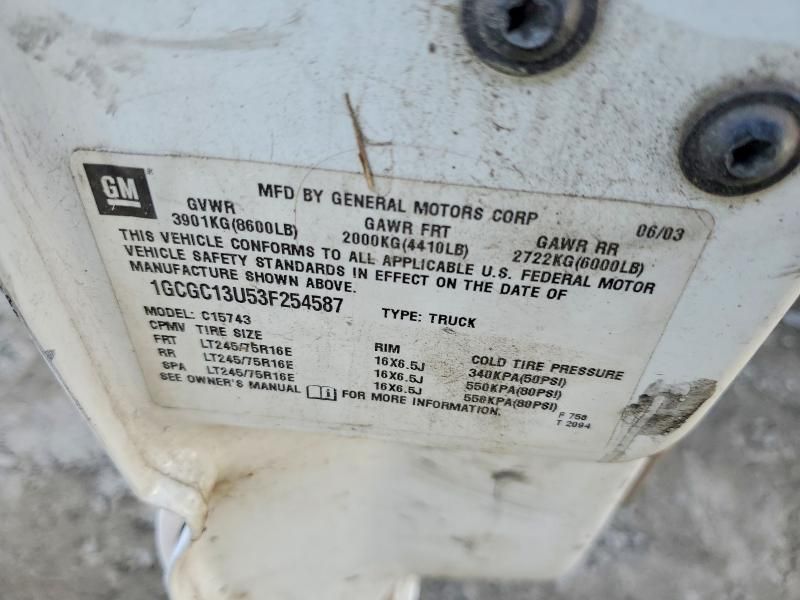 GM
MFD BY GENERAL MOTORS CORP 06/03
GVWR GAWR FRT GAWR RR
3901KG(8600LB) 2000KG(4410LB) 2722KG(6000LB)
THIS VEHICLE CONFORMS TO ALL APPLICABLE U.S. FEDERAL MOTOR
VEHICLE SAFETY STANDARDS IN EFFECT ON THE DATE OF
MANUFACTURE SHOWN ABOVE.
1GCGC13U53F254587 TYPE: TRUCK
MODEL: C15743
CPMV TIRE SIZE RIM COLD TIRE PRESSURE
FRT LT245/75R16E 16X6.5J 340KPA(50PSI)
RR LT245/75R16E 16X6.5J 550KPA(80PSI)
SPA LT245/75R16E 16X6.5J 550KPA(80PSI)
SEE OWNER'S MANUAL FOR MORE INFORMATION.
F 758
T 2094